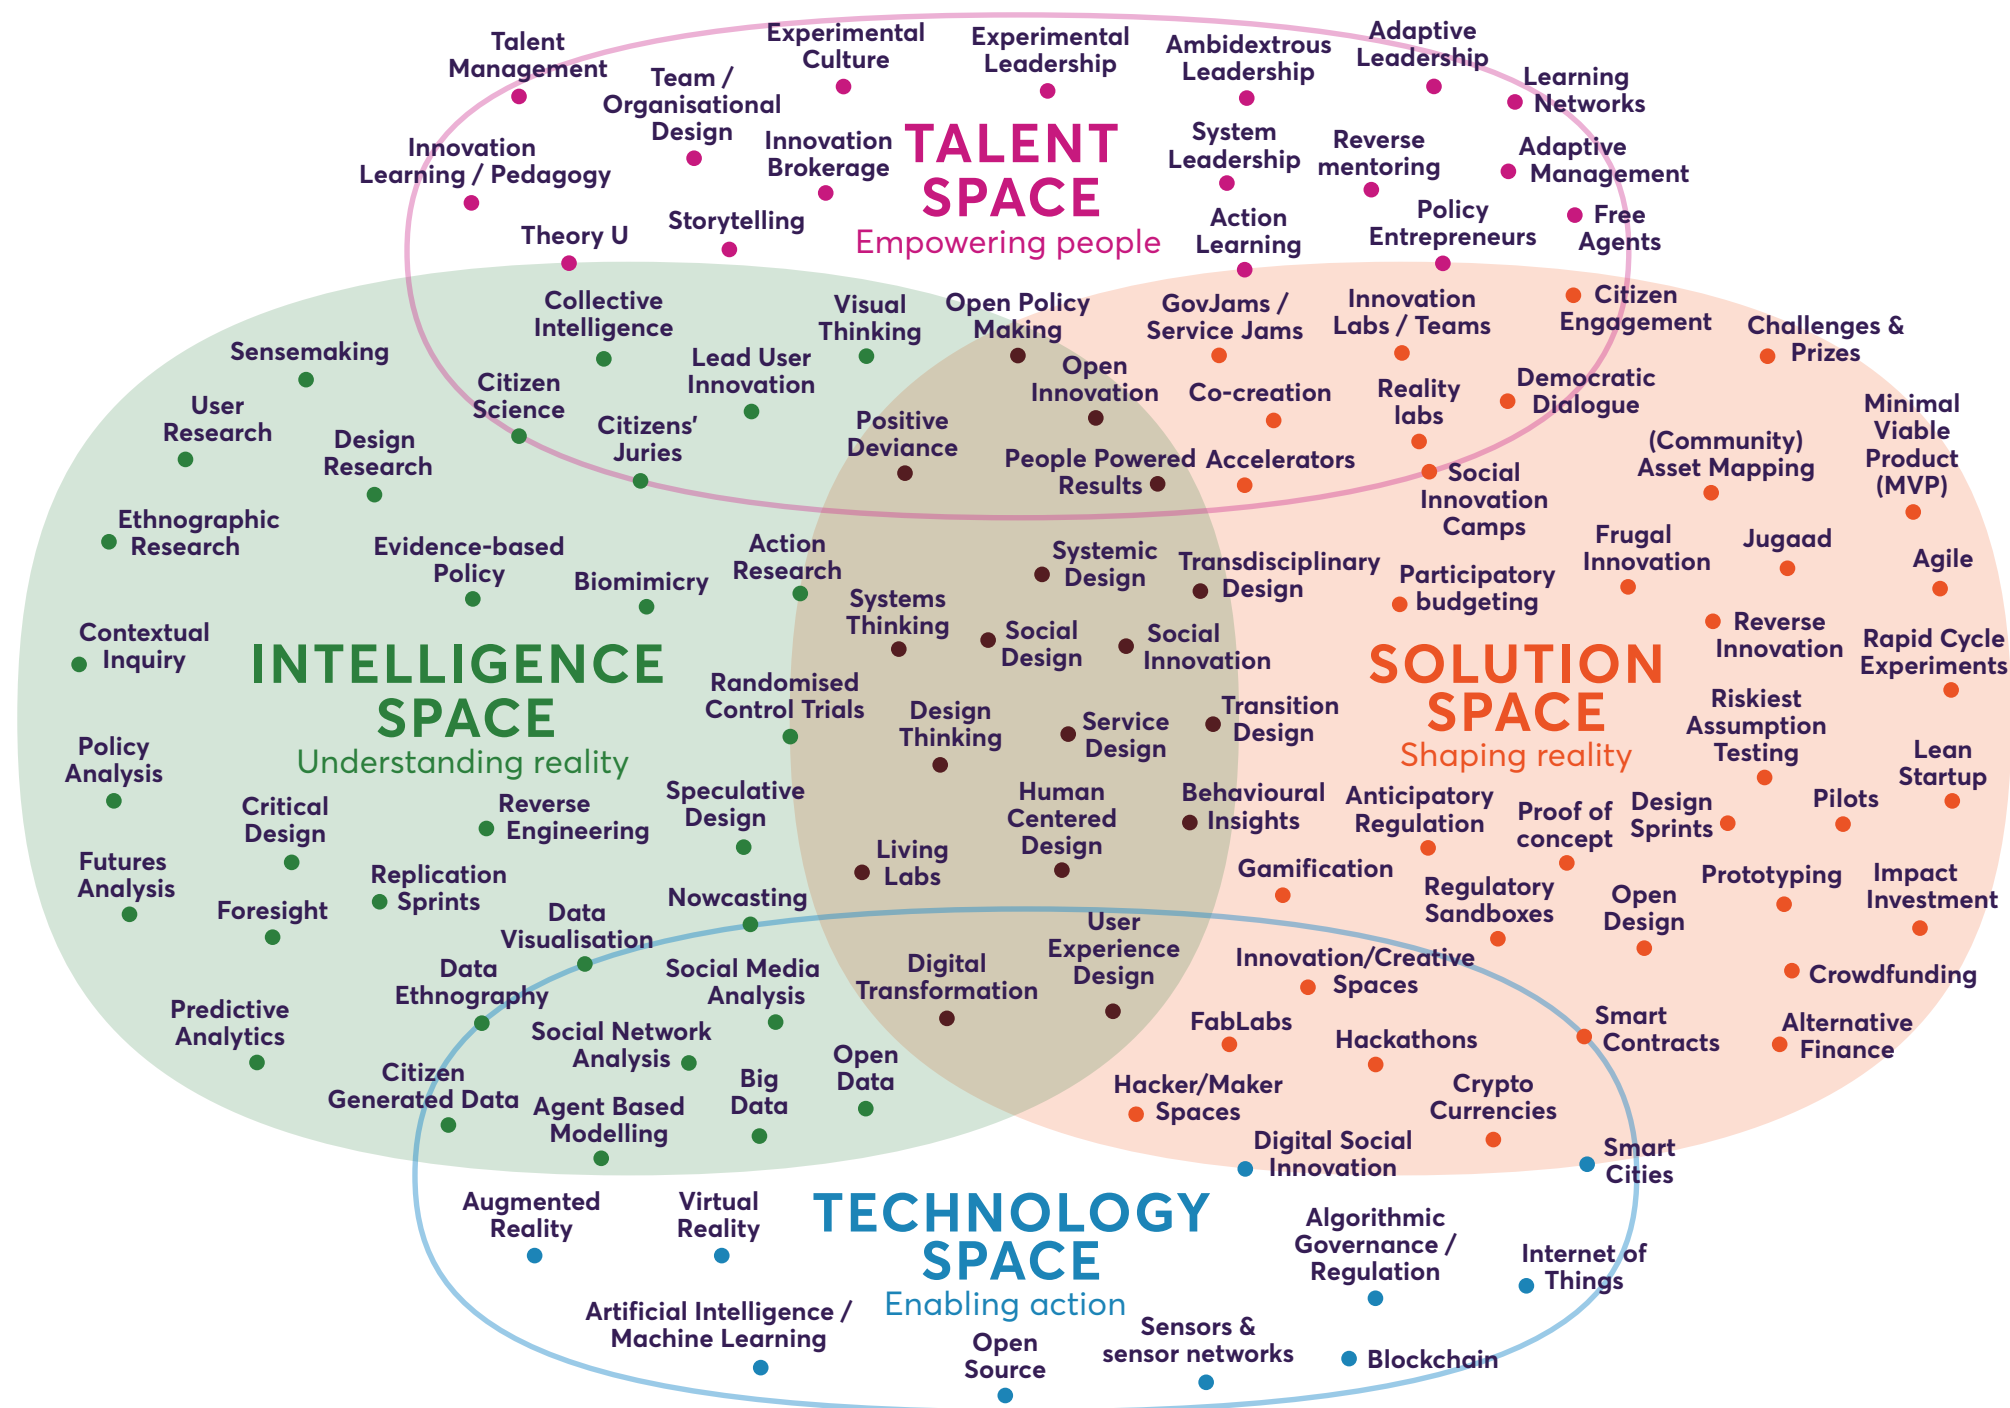 Talent
Management
Team /
Organisational
Design
Experimental
Culture
Experimental
Leadership
Ambidextrous
Leadership
Adaptive
Leadership
Learning
Networks
Innovation
Learning / Pedagogy
Innovation
Brokerage
TALENT
SPACE
Empowering people
System
Leadership
Reverse
mentoring
Adaptive
Management
Theory U
Storytelling
Action
Learning
Policy
Entrepreneurs
Free
Agents
Collective
Intelligence
Visual
Thinking
Open Policy
Making
GovJams /
Service Jams
Innovation
Labs / Teams
Citizen
Engagement
Challenges &
Prizes
Sensemaking
Lead User
Innovation
Open
Innovation
Co-creation
Reality
labs
Democratic
Dialogue
User
Research
Citizen
Science
Citizens'
Juries
Positive
Deviance
Minimal
Viable
Product
(MVP)
Design
Research
People Powered
Results
Accelerators
Social
Innovation
Camps
(Community)
Asset Mapping
Ethnographic
Research
Evidence-based
Policy
Biomimicry
Action
Research
Systemic
Design
Transdisciplinary
Design
Participatory
budgeting
Frugal
Innovation
Jugaad
Agile
Contextual
Inquiry
Systems
Thinking
Social
Design
Social
Innovation
Reverse
Innovation
Rapid Cycle
Experiments
INTELLIGENCE
SPACE
Understanding reality
SOLUTION
SPACE
Shaping reality
Randomised
Control Trials
Design
Thinking
Service
Design
Transition
Design
Riskiest
Assumption
Testing
Lean
Startup
Policy
Analysis
Critical
Design
Reverse
Engineering
Speculative
Design
Human
Centered
Design
Behavioural
Insights
Anticipatory
Regulation
Proof of
concept
Design
Sprints
Pilots
Futures
Analysis
Foresight
Replication
Sprints
Nowcasting
Living
Labs
Gamification
Regulatory
Sandboxes
Open
Design
Prototyping
Impact
Investment
Data
Visualisation
User
Experience
Design
Data
Ethnography
Social Media
Analysis
Digital
Transformation
Innovation/Creative
Spaces
Crowdfunding
Predictive
Analytics
Social Network
Analysis
FabLabs
Hackathons
Smart
Contracts
Alternative
Finance
Citizen
Generated Data
Agent Based
Modelling
Big
Data
Open
Data
Hacker/Maker
Spaces
Crypto
Currencies
Digital Social
Innovation
Smart
Cities
Augmented
Reality
Virtual
Reality
TECHNOLOGY
SPACE
Enabling action
Algorithmic
Governance /
Regulation
Internet of
Things
Artificial Intelligence /
Machine Learning
Open
Source
Sensors &
sensor networks
Blockchain